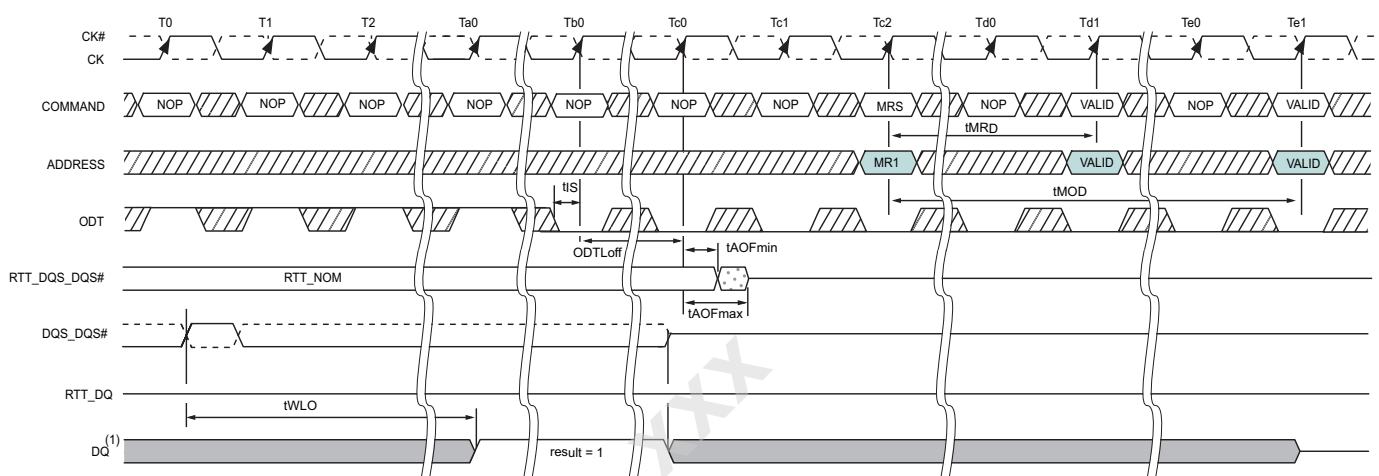 T0 T1 T2 Ta0 Tb0 Tc0 Tc1 Tc2 Td0 Td1 Te0 Te1
CK#
CK
COMMAND NOP NOP NOP NOP NOP NOP NOP MRS NOP VALID NOP VALID
tMRD
ADDRESS MR1 VALID VALID
tIS tMOD
ODT
ODTLoff tAOFmin
RTT_DQS_DQS# RTT_NOM
tAOFmax
DQS_DQS#
RTT_DQ
tWLO
DQ(1) result = 1
XXX